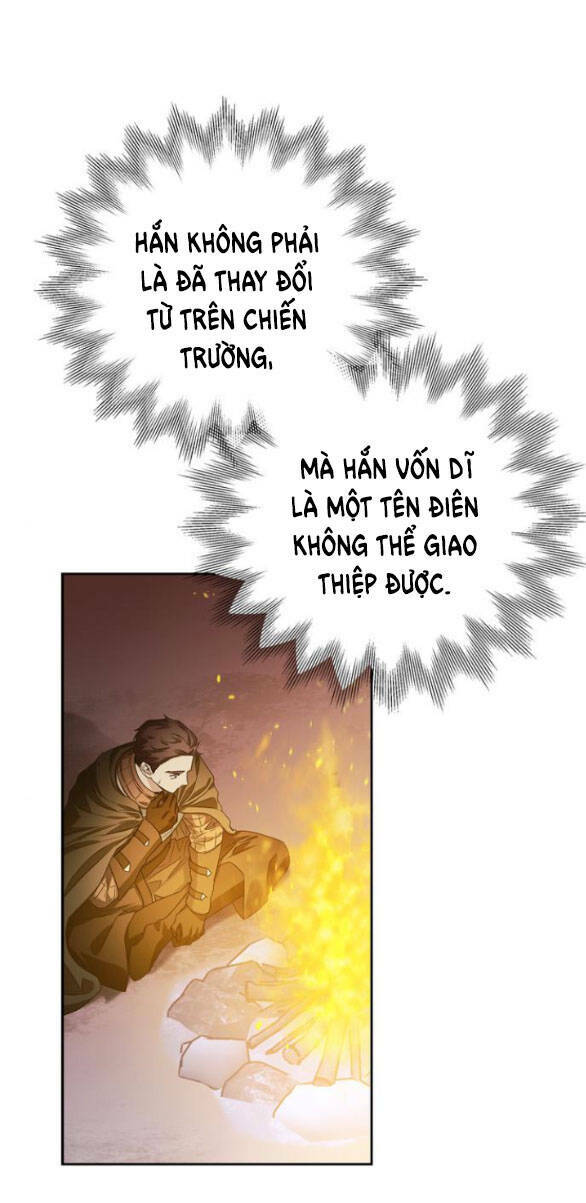 HẮN KHÔNG PHẢI
LÀ ĐÃ THAY ĐỔI
TỪ TRÊN CHIẾN
TRƯỜNG,
MÀ HẮN VỐN DĨ
LÀ MỘT TÊN ĐIÊN
KHÔNG THỂ GIAO
THIỆP ĐƯỢC.